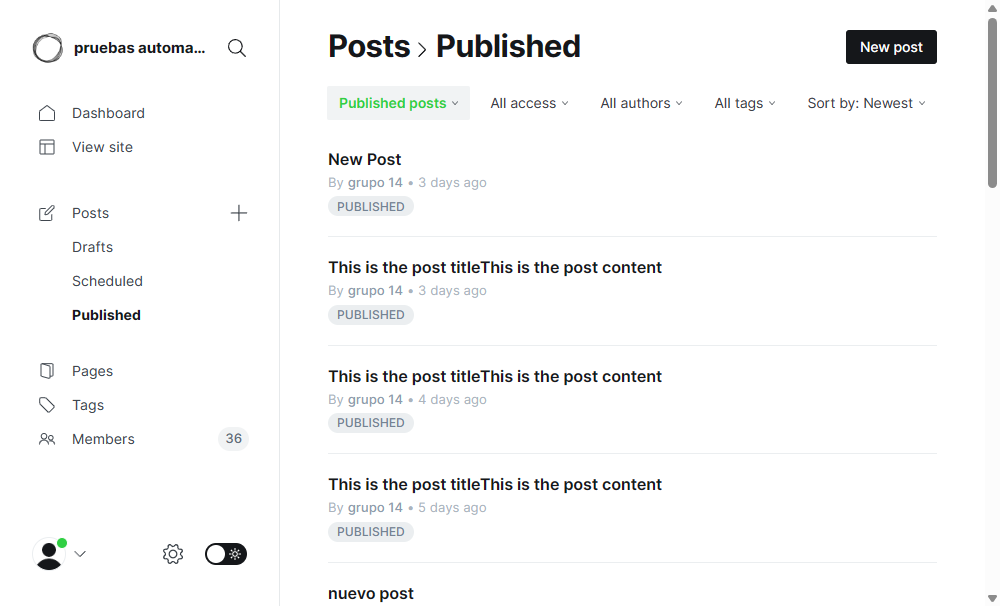 pruebas automa...
Dashboard
View site
Posts
Drafts
Scheduled
Published
Pages
Tags
Members 36
Posts > Published
New post
Published posts All access All authors All tags Sort by: Newest
New Post
By grupo 14 • 3 days ago
PUBLISHED
This is the post titleThis is the post content
By grupo 14 • 3 days ago
PUBLISHED
This is the post titleThis is the post content
By grupo 14 • 4 days ago
PUBLISHED
This is the post titleThis is the post content
By grupo 14 • 5 days ago
PUBLISHED
nuevo post